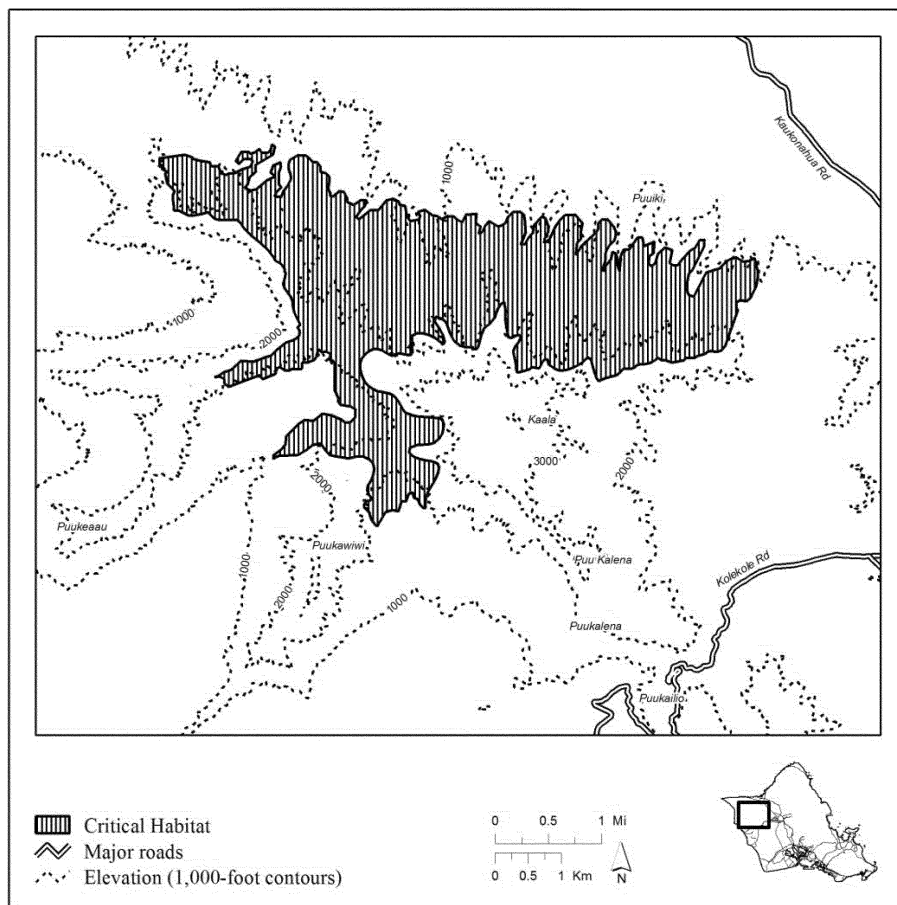 Kaukonahua Rd
1000
Puuiki
1000
2000
Kaala
3000
2000
2000
Puukeaau
Puukawiwi
1000
2000
Puu Kalena
Kolekole Rd
1000
Puukalena
Puukailio
Critical Habitat
Major roads
Elevation (1,000-foot contours)
0 0.5 1 Mi
0 0.5 1 Km
N